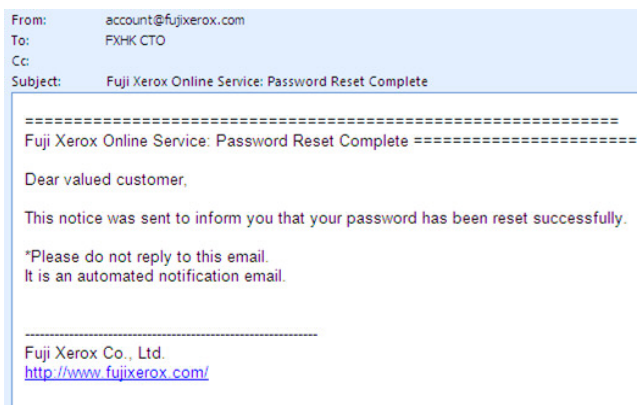 From: account@fujixerox.com
To: FXHK CTO
Cc:
Subject: Fuji Xerox Online Service: Password Reset Complete
=============================================================
Fuji Xerox Online Service: Password Reset Complete =======================
Dear valued customer,
This notice was sent to inform you that your password has been reset successfully.
*Please do not reply to this email.
It is an automated notification email.
------------------------------------------------------------
Fuji Xerox Co., Ltd.
http://www.fujixerox.com/